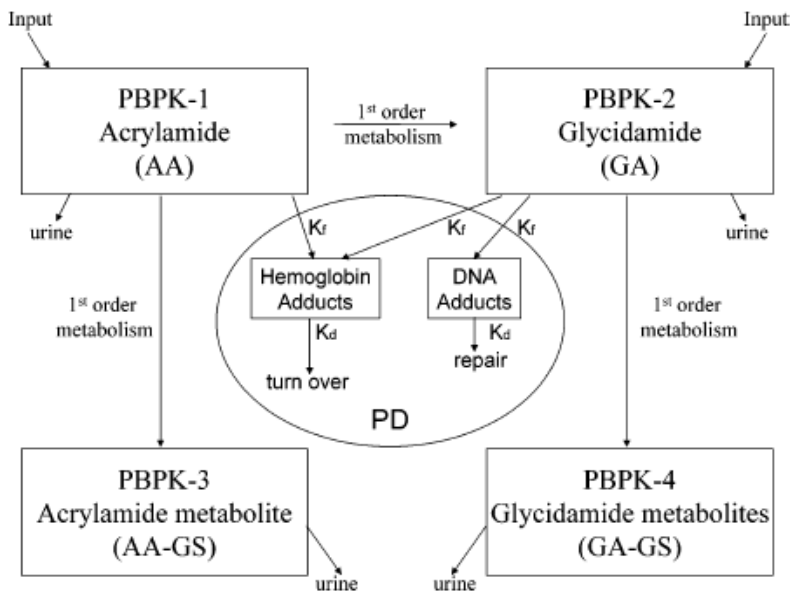 Input
Input
PBPK-1
Acrylamide
(AA)
1st order
metabolism
PBPK-2
Glycidamide
(GA)
urine
urine
Kf
Kf
Kf
Hemoglobin
Adducts
DNA
Adducts
1st order
metabolism
1st order
metabolism
Kd
Kd
turn over
repair
PD
PBPK-3
Acrylamide metabolite
(AA-GS)
PBPK-4
Glycidamide metabolites
(GA-GS)
urine
urine